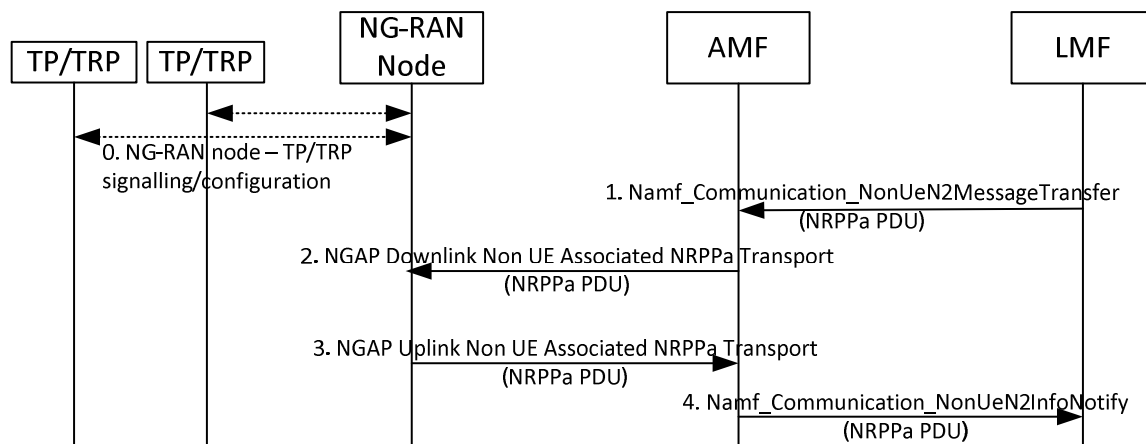 TP/TRP
TP/TRP
NG-RAN
Node
AMF
LMF
0. NG-RAN node – TP/TRP
signalling/configuration
1. Namf_Communication_NonUeN2MessageTransfer
(NRPPa PDU)
2. NGAP Downlink Non UE Associated NRPPa Transport
(NRPPa PDU)
3. NGAP Uplink Non UE Associated NRPPa Transport
(NRPPa PDU)
4. Namf_Communication_NonUeN2InfoNotify
(NRPPa PDU)